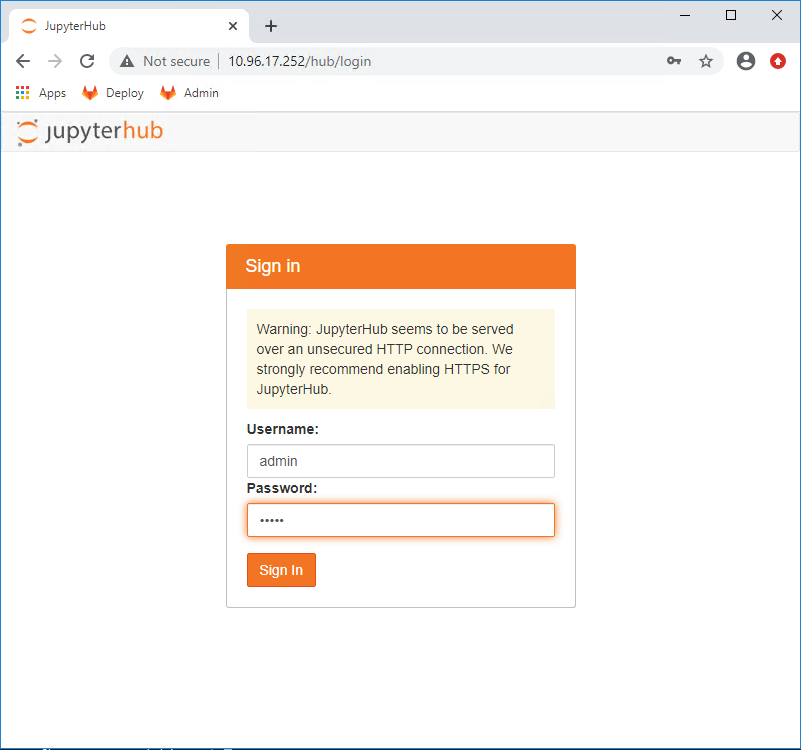 JupyterHub
Not secure
10.96.17.252/hub/login
Apps
Deploy
Admin
jupyterhub
Sign in
Warning: JupyterHub seems to be served
over an unsecured HTTP connection. We
strongly recommend enabling HTTPS for
JupyterHub.
Username:
admin
Password:
•••••
Sign In